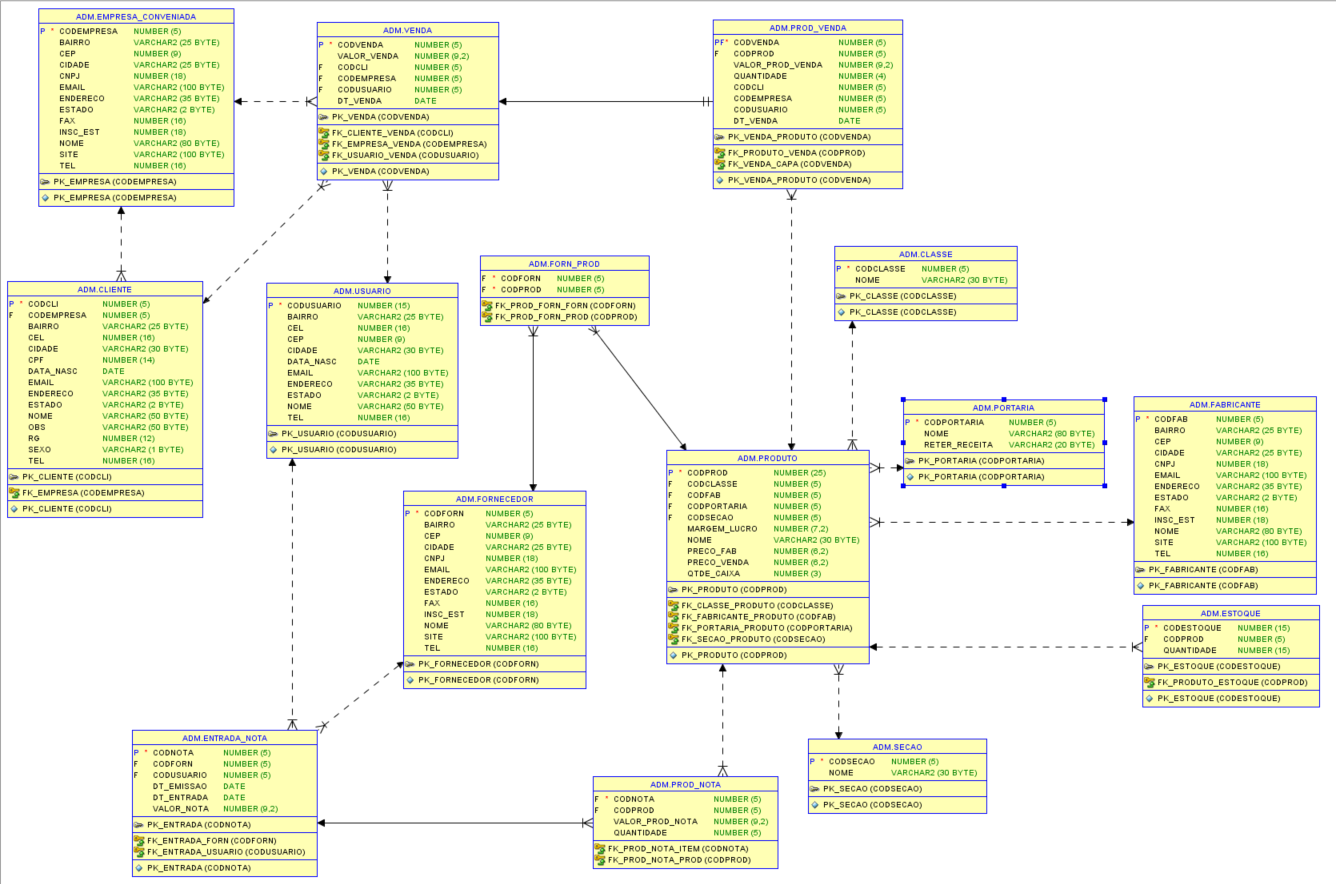 ADM.EMPRESA_CONVENIADA
P * CODEMPRESA NUMBER (5)
BAIRRO VARCHAR2 (25 BYTE)
CEP NUMBER (9)
CIDADE VARCHAR2 (25 BYTE)
CNPJ NUMBER (18)
EMAIL VARCHAR2 (100 BYTE)
ENDERECO VARCHAR2 (35 BYTE)
ESTADO VARCHAR2 (2 BYTE)
FAX NUMBER (16)
INSC_EST NUMBER (18)
NOME VARCHAR2 (80 BYTE)
SITE VARCHAR2 (100 BYTE)
TEL NUMBER (16)
PK_EMPRESA (CODEMPRESA)
PK_EMPRESA (CODEMPRESA)
ADM.VENDA
P * CODVENDA NUMBER (5)
VALOR_VENDA NUMBER (9,2)
F CODCLI NUMBER (5)
F CODEMPRESA NUMBER (5)
F CODUSUARIO NUMBER (5)
DT_VENDA DATE
PK_VENDA (CODVENDA)
FK_CLIENTE_VENDA (CODCLI)
FK_EMPRESA_VENDA (CODEMPRESA)
FK_USUARIO_VENDA (CODUSUARIO)
PK_VENDA (CODVENDA)
ADM.PROD_VENDA
PF* CODVENDA NUMBER (5)
F CODPROD NUMBER (5)
VALOR_PROD_VENDA NUMBER (9,2)
QUANTIDADE NUMBER (4)
CODCLI NUMBER (5)
CODEMPRESA NUMBER (5)
CODUSUARIO NUMBER (5)
DT_VENDA DATE
PK_VENDA_PRODUTO (CODVENDA)
FK_PRODUTO_VENDA (CODPROD)
FK_VENDA_CAPA (CODVENDA)
PK_VENDA_PRODUTO (CODVENDA)
ADM.CLIENTE
P * CODCLI NUMBER (5)
F CODEMPRESA NUMBER (5)
BAIRRO VARCHAR2 (25 BYTE)
CEL NUMBER (16)
CIDADE VARCHAR2 (25 BYTE)
CPF NUMBER (14)
DATA_NASC DATE
EMAIL VARCHAR2 (100 BYTE)
ENDERECO VARCHAR2 (35 BYTE)
ESTADO VARCHAR2 (2 BYTE)
NOME VARCHAR2 (50 BYTE)
OBS VARCHAR2 (50 BYTE)
RG NUMBER (12)
SEXO VARCHAR2 (1 BYTE)
TEL NUMBER (16)
PK_CLIENTE (CODCLI)
FK_EMPRESA (CODEMPRESA)
PK_CLIENTE (CODCLI)
ADM.USUARIO
P * CODUSUARIO NUMBER (15)
BAIRRO VARCHAR2 (25 BYTE)
CEL NUMBER (16)
CEP NUMBER (9)
CIDADE VARCHAR2 (30 BYTE)
DATA_NASC DATE
EMAIL VARCHAR2 (100 BYTE)
ENDERECO VARCHAR2 (35 BYTE)
ESTADO VARCHAR2 (2 BYTE)
NOME VARCHAR2 (50 BYTE)
TEL NUMBER (16)
PK_USUARIO (CODUSUARIO)
PK_USUARIO (CODUSUARIO)
ADM.FORN_PROD
F * CODFORN NUMBER (5)
F * CODPROD NUMBER (5)
FK_PROD_FORN_FORN (CODFORN)
FK_PROD_FORN_PROD (CODPROD)
ADM.CLASSE
P * CODCLASSE NUMBER (5)
NOME VARCHAR2 (30 BYTE)
PK_CLASSE (CODCLASSE)
PK_CLASSE (CODCLASSE)
ADM.PORTARIA
P * CODPORTARIA NUMBER (5)
NOME VARCHAR2 (80 BYTE)
RETER_RECEITA VARCHAR2 (20 BYTE)
PK_PORTARIA (CODPORTARIA)
PK_PORTARIA (CODPORTARIA)
ADM.FABRICANTE
P * CODFAB NUMBER (5)
BAIRRO VARCHAR2 (25 BYTE)
CEP NUMBER (9)
CIDADE VARCHAR2 (25 BYTE)
CNPJ NUMBER (18)
EMAIL VARCHAR2 (100 BYTE)
ENDERECO VARCHAR2 (35 BYTE)
ESTADO VARCHAR2 (2 BYTE)
FAX NUMBER (16)
INSC_EST NUMBER (18)
NOME VARCHAR2 (80 BYTE)
SITE VARCHAR2 (100 BYTE)
TEL NUMBER (16)
PK_FABRICANTE (CODFAB)
PK_FABRICANTE (CODFAB)
ADM.PRODUTO
P * CODPROD NUMBER (25)
F CODCLASSE NUMBER (5)
F CODFAB NUMBER (5)
F CODPORTARIA NUMBER (5)
F CODSECAO NUMBER (5)
MARGEM_LUCRO NUMBER (7,2)
NOME VARCHAR2 (30 BYTE)
PRECO_FAB NUMBER (6,2)
PRECO_VENDA NUMBER (6,2)
QTDE_CAIXA NUMBER (3)
PK_PRODUTO (CODPROD)
FK_CLASSE_PRODUTO (CODCLASSE)
FK_FABRICANTE_PRODUTO (CODFAB)
FK_PORTARIA_PRODUTO (CODPORTARIA)
FK_SECAO_PRODUTO (CODSECAO)
PK_PRODUTO (CODPROD)
ADM.FORNECEDOR
P * CODFORN NUMBER (5)
BAIRRO VARCHAR2 (25 BYTE)
CEP NUMBER (9)
CIDADE VARCHAR2 (25 BYTE)
CNPJ NUMBER (18)
EMAIL VARCHAR2 (100 BYTE)
ENDERECO VARCHAR2 (35 BYTE)
ESTADO VARCHAR2 (2 BYTE)
FAX NUMBER (16)
INSC_EST NUMBER (18)
NOME VARCHAR2 (80 BYTE)
SITE VARCHAR2 (100 BYTE)
TEL NUMBER (16)
PK_FORNECEDOR (CODFORN)
PK_FORNECEDOR (CODFORN)
ADM.ESTOQUE
P * CODESTOQUE NUMBER (15)
F CODPROD NUMBER (5)
QUANTIDADE NUMBER (15)
PK_ESTOQUE (CODESTOQUE)
FK_PRODUTO_ESTOQUE (CODPROD)
PK_ESTOQUE (CODESTOQUE)
ADM.ENTRADA_NOTA
P * CODNOTA NUMBER (5)
F CODFORN NUMBER (5)
F CODUSUARIO NUMBER (5)
DT_EMISSAO DATE
DT_ENTRADA DATE
VALOR_NOTA NUMBER (9,2)
PK_ENTRADA (CODNOTA)
FK_ENTRADA_FORN (CODFORN)
FK_ENTRADA_USUARIO (CODUSUARIO)
PK_ENTRADA (CODNOTA)
ADM.PROD_NOTA
F * CODNOTA NUMBER (5)
F CODPROD NUMBER (5)
VALOR_PROD_NOTA NUMBER (9,2)
QUANTIDADE NUMBER (5)
FK_PROD_NOTA_ITEM (CODNOTA)
FK_PROD_NOTA_PROD (CODPROD)
ADM.SECAO
P * CODSECAO NUMBER (5)
NOME VARCHAR2 (30 BYTE)
PK_SECAO (CODSECAO)
PK_SECAO (CODSECAO)